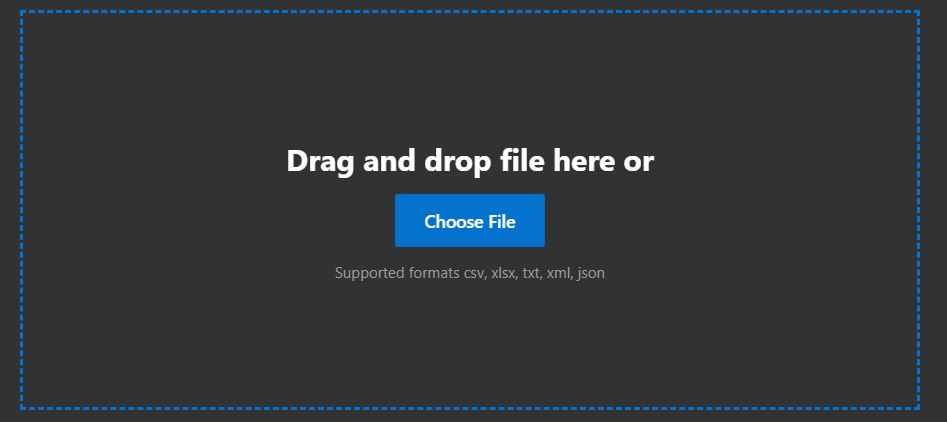 Drag and drop file here or
Choose File
Supported formats csv, xlsx, txt, xml, json